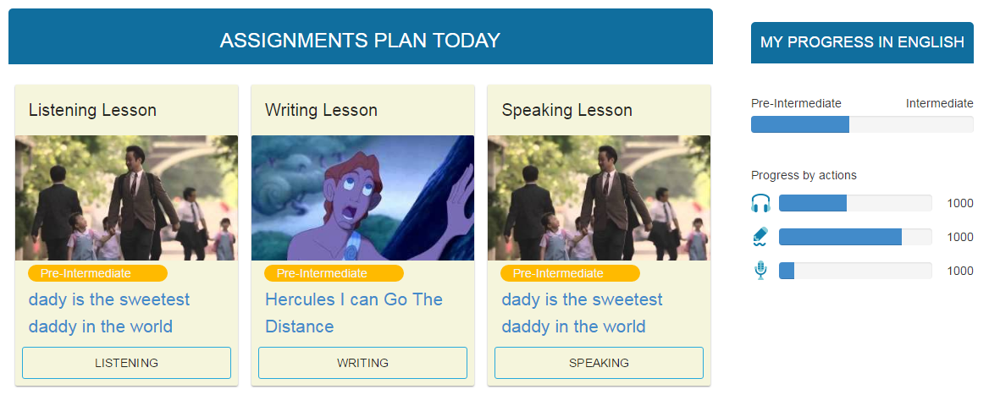 ASSIGNMENTS PLAN TODAY
Listening Lesson
Pre-Intermediate
dady is the sweetest
daddy in the world
LISTENING
Writing Lesson
Pre-Intermediate
Hercules I can Go The
Distance
WRITING
Speaking Lesson
Pre-Intermediate
dady is the sweetest
daddy in the world
SPEAKING
MY PROGRESS IN ENGLISH
Pre-Intermediate Intermediate
Progress by actions
1000
1000
1000